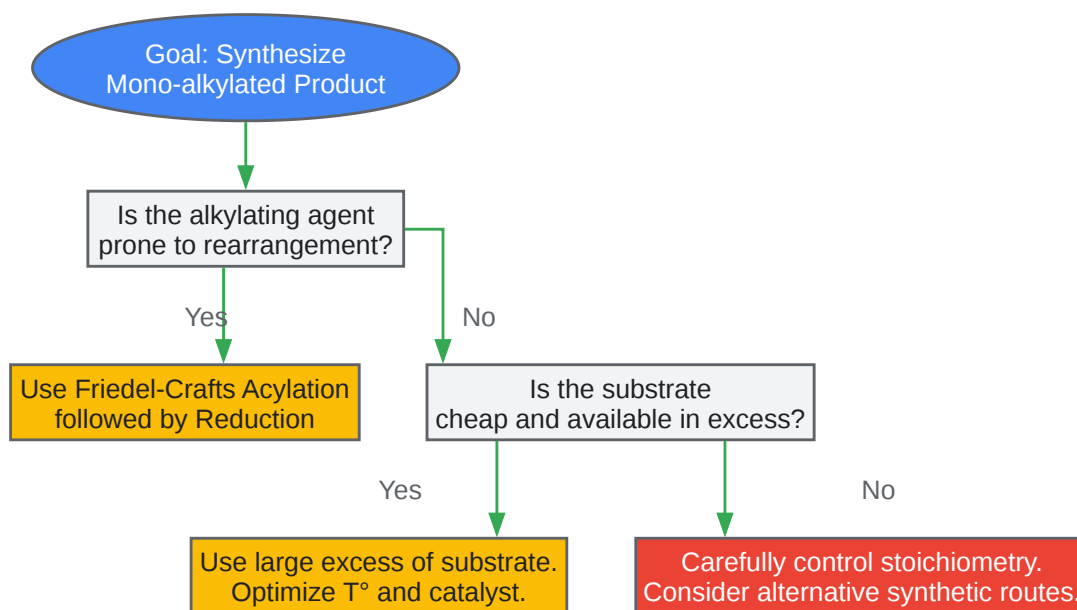 Goal: Synthesize
Mono-alkylated Product
Is the alkylating agent
prone to rearrangement?
Yes
No
Use Friedel-Crafts Acylation
followed by Reduction
Is the substrate
cheap and available in excess?
Yes
No
Use large excess of substrate.
Optimize T° and catalyst.
Carefully control stoichiometry.
Consider alternative synthetic routes.